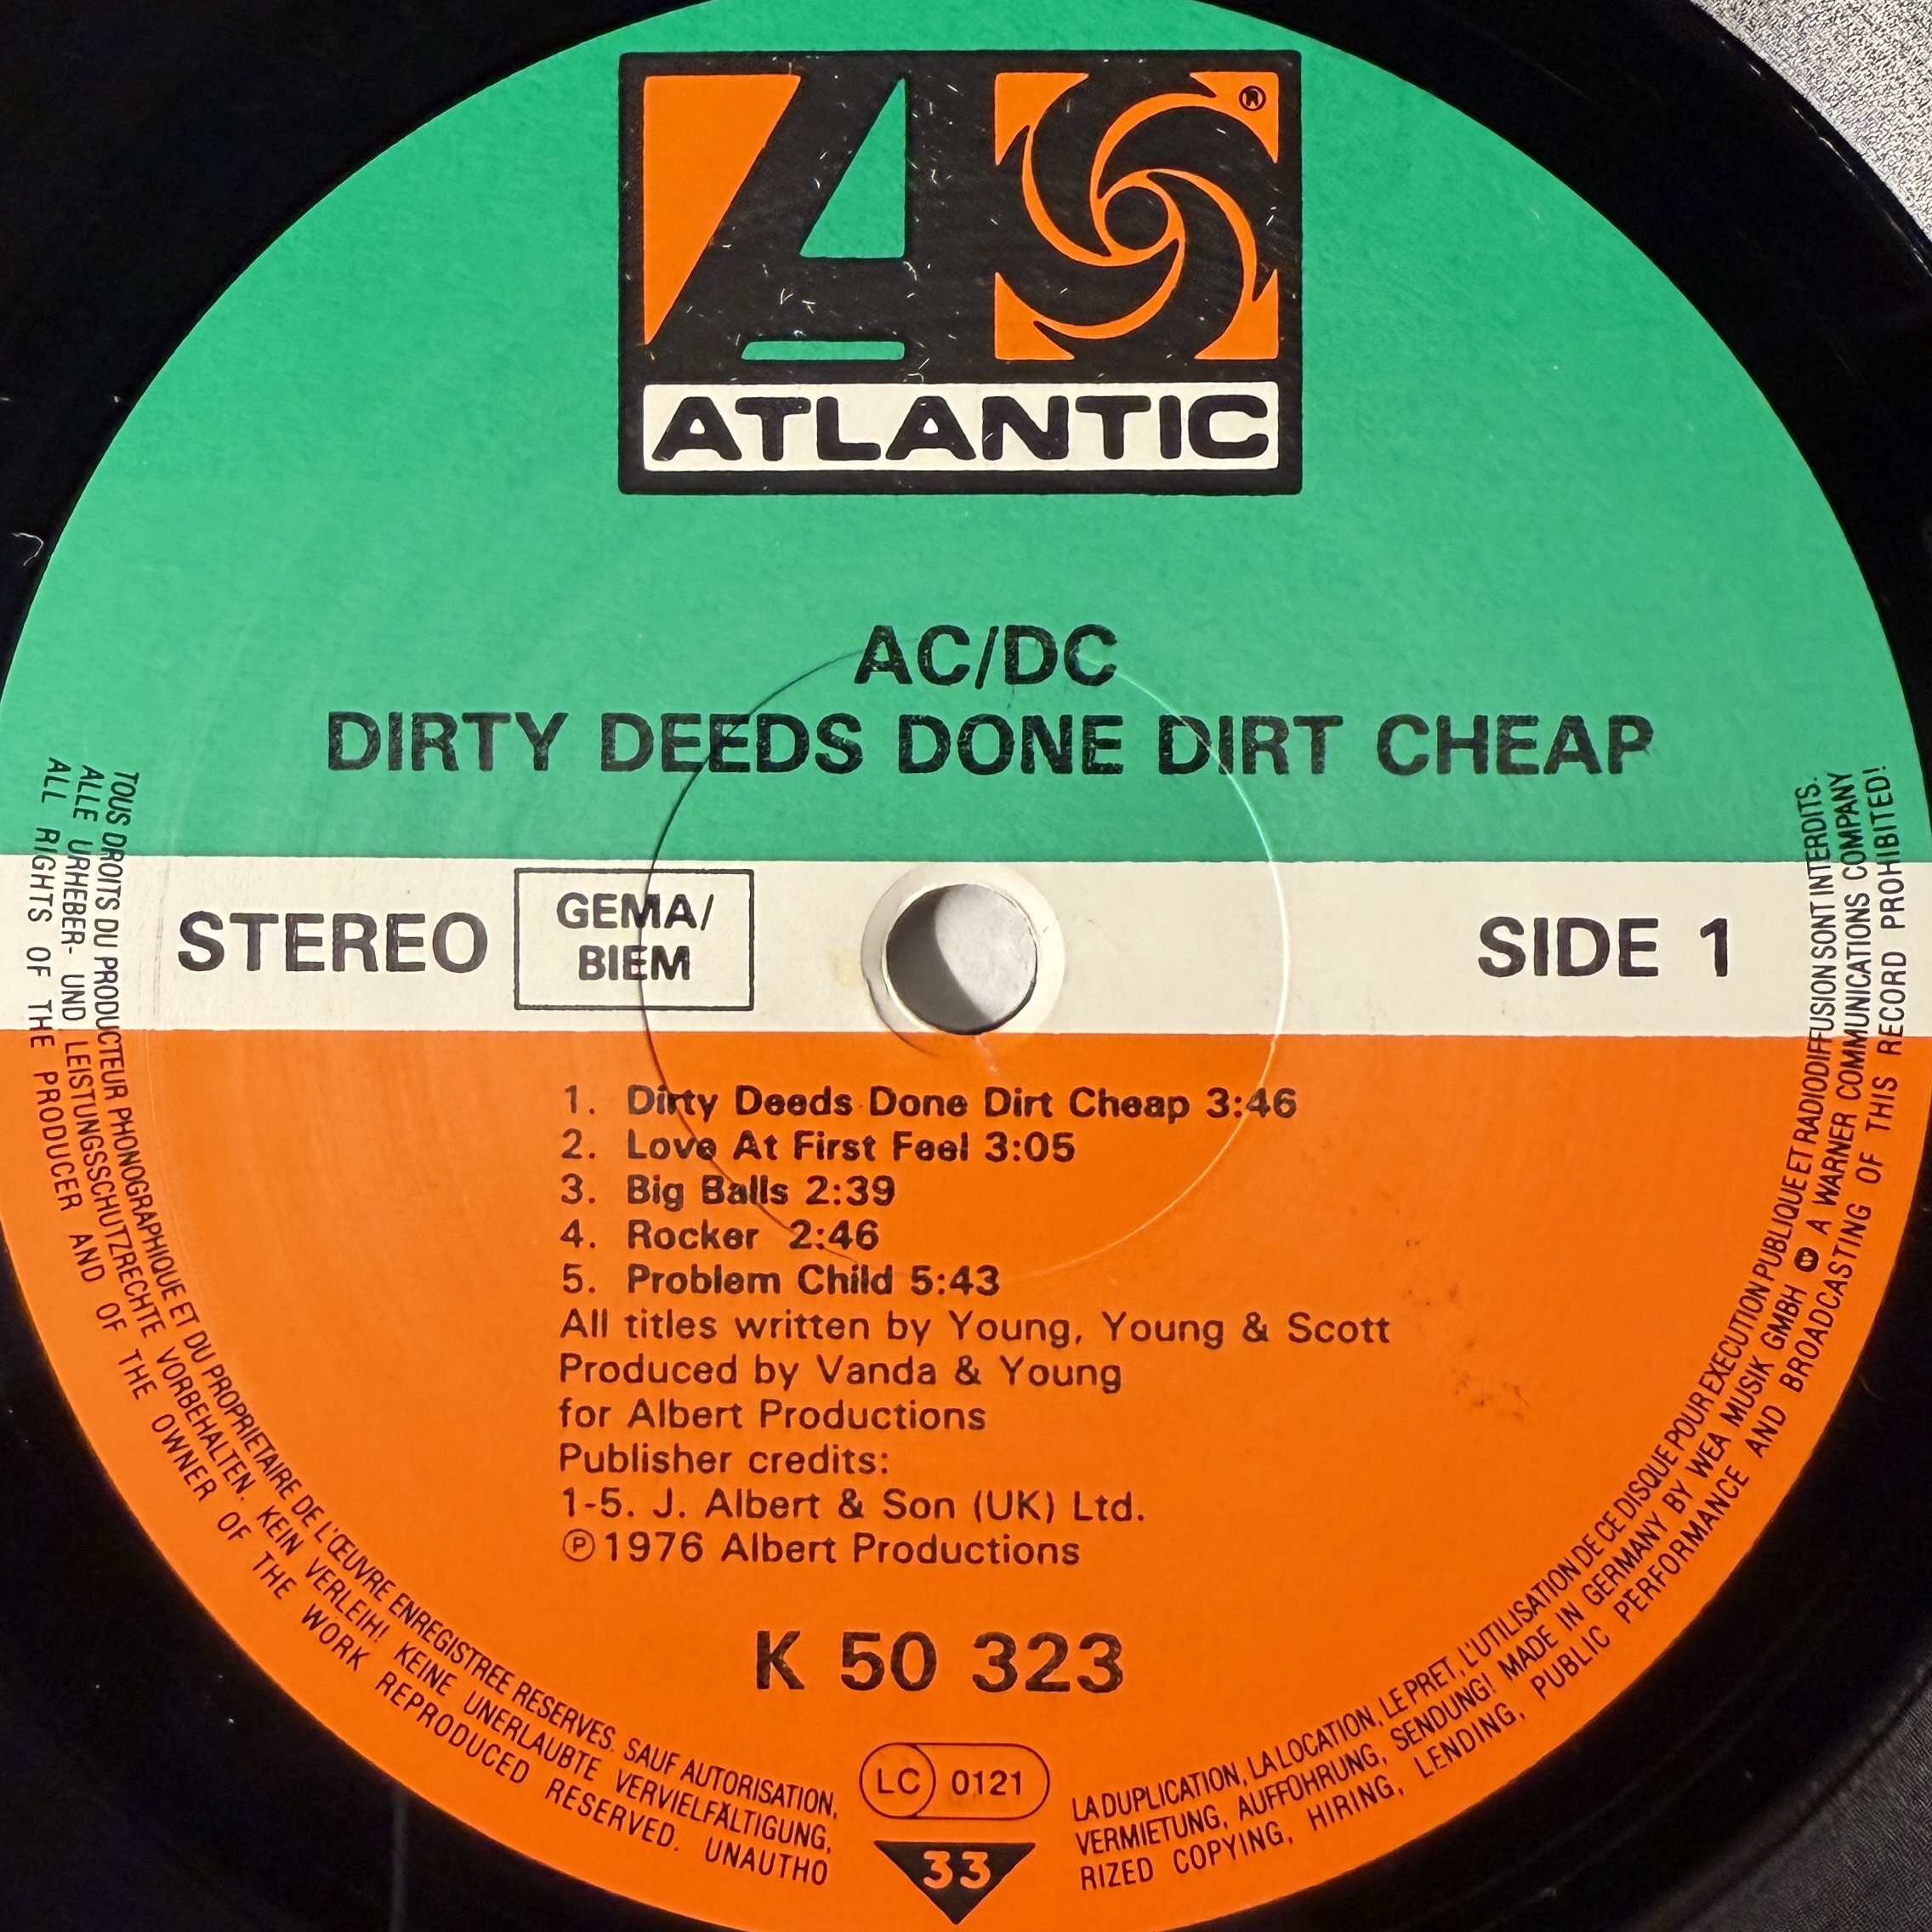 ATLANTIC
AC/DC
DIRTY DEEDS DONE DIRT CHEAP
STEREO
GEMA/
BIEM
SIDE 1
1. Dirty Deeds Done Dirt Cheap 3:46
2. Love At First Feel 3:05
3. Big Balls 2:39
4. Rocker 2:46
5. Problem Child 5:43
All titles written by Young, Young & Scott
Produced by Vanda & Young
for Albert Productions
Publisher credits:
1-5. J. Albert & Son (UK) Ltd.
℗ 1976 Albert Productions
K 50 323
LC 0121
33
TOUS DROITS DU PRODUCTEUR PHONOGRAPHIQUE ET DU PROPRIETAIRE DE L'ŒUVRE ENREGISTREE RESERVES. SAUF AUTORISATION, LA DUPLICATION, LA LOCATION, LE PRET, L'UTILISATION DE CE DISQUE POUR EXECUTION PUBLIQUE ET RADIODIFFUSION SONT INTERDITS.
ALLE URHEBER- UND LEISTUNGSSCHUTZRECHTE VORBEHALTEN. KEIN VERLEIH! KEINE UNERLAUBTE VERVIELFÄLTIGUNG, VERMIETUNG, AUFFOHRUNG, SENDUNG! MADE IN GERMANY BY WEA MUSIK GMBH A WARNER COMMUNICATIONS COMPANY
ALL RIGHTS OF THE PRODUCER AND OF THE OWNER OF THE WORK REPRODUCED RESERVED. UNAUTHO RIZED COPYING, HIRING, LENDING, PUBLIC PERFORMANCE AND BROADCASTING OF THIS RECORD PROHIBITED!